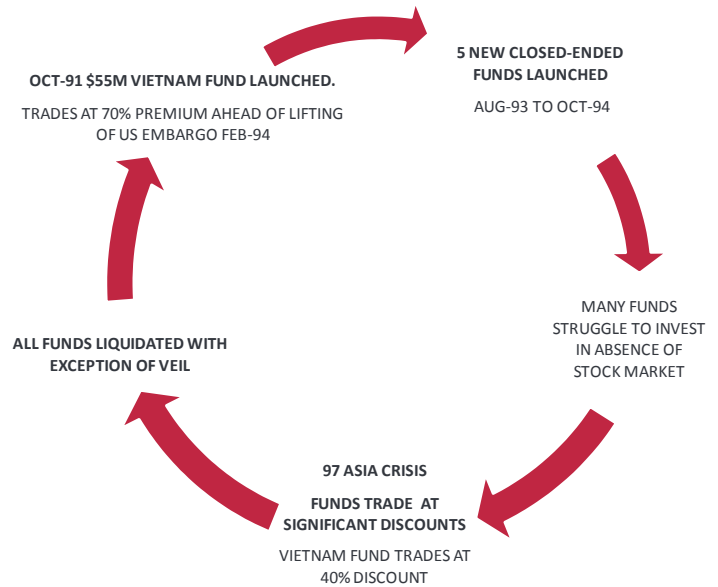 OCT-91 $55M VIETNAM FUND LAUNCHED.
TRADES AT 70% PREMIUM AHEAD OF LIFTING
OF US EMBARGO FEB-94
5 NEW CLOSED-ENDED
FUNDS LAUNCHED
AUG-93 TO OCT-94
MANY FUNDS
STRUGGLE TO INVEST
IN ABSENCE OF
STOCK MARKET
97 ASIA CRISIS
FUNDS TRADE AT
SIGNIFICANT DISCOUNTS
VIETNAM FUND TRADES AT
40% DISCOUNT
ALL FUNDS LIQUIDATED WITH
EXCEPTION OF VEIL